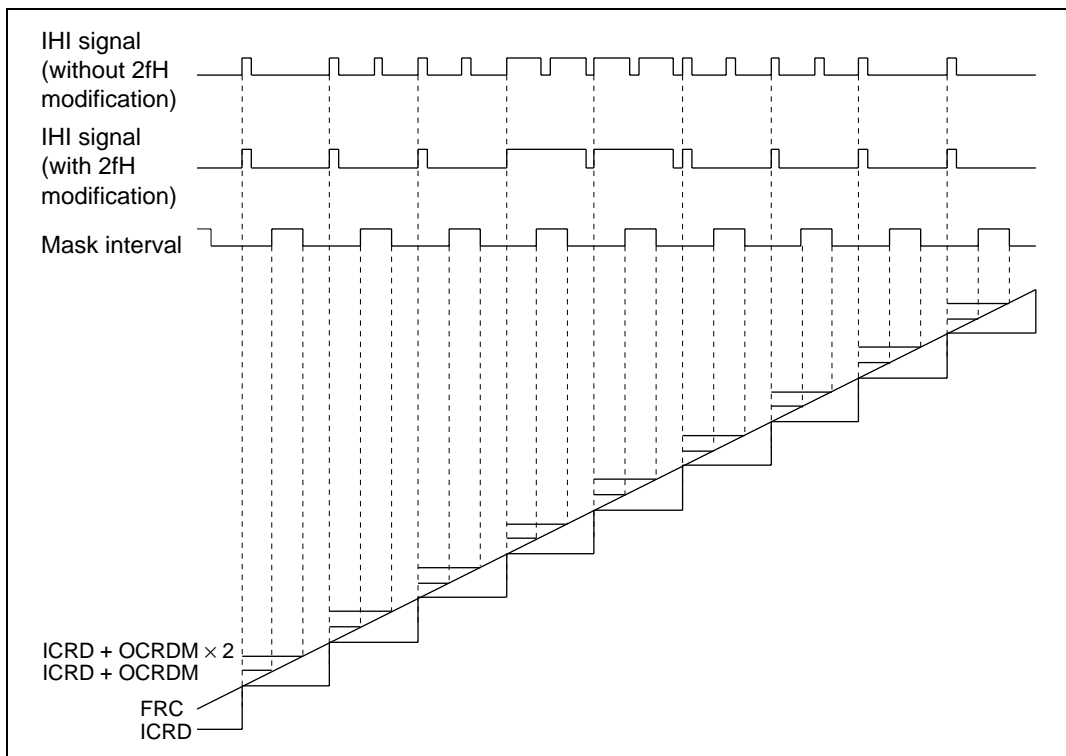 IHI signal
(without 2fH
modification)
IHI signal
(with 2fH
modification)
Mask interval
ICRD + OCRDM × 2
ICRD + OCRDM
FRC
ICRD